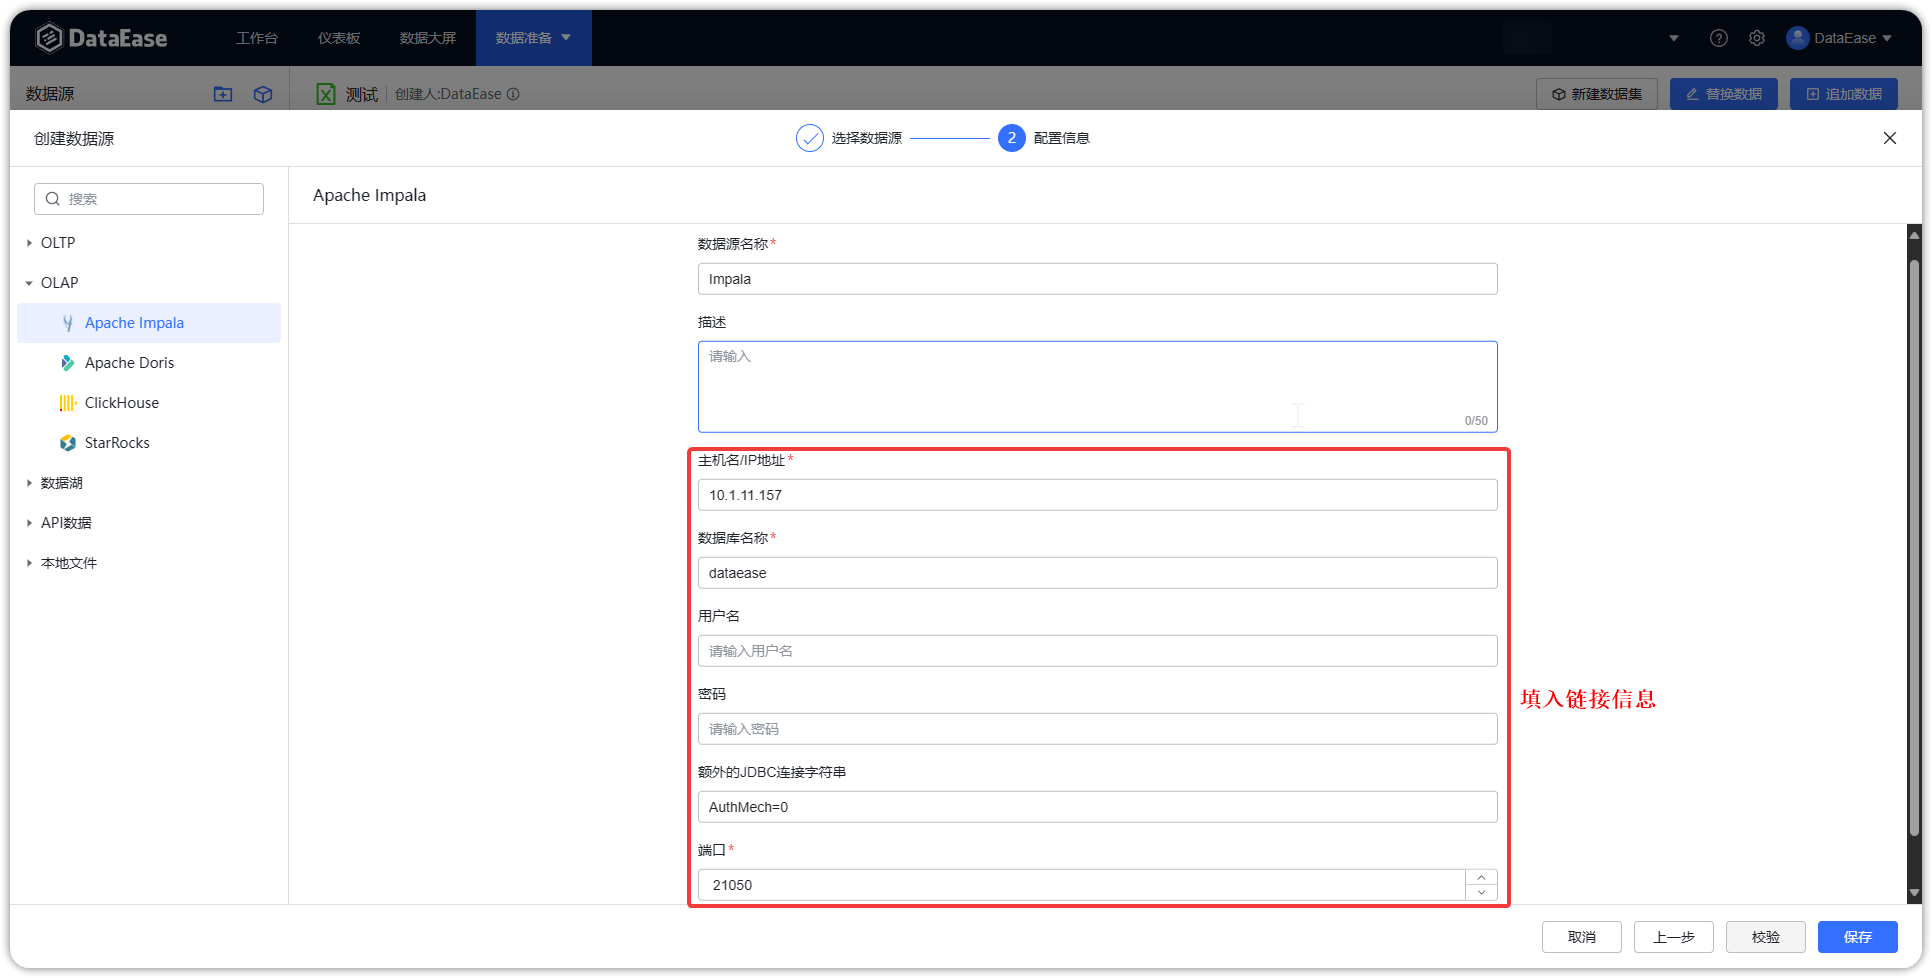 DataEase
工作台
仪表板
数据大屏
数据准备
DataEase
数据源
测试
创建人:DataEase
新建数据集
替换数据
追加数据
创建数据源
选择数据源
2
配置信息
搜索
OLTP
OLAP
Apache Impala
Apache Doris
ClickHouse
StarRocks
数据湖
API数据
本地文件
Apache Impala
数据源名称*
Impala
描述
请输入
0/50
主机名/IP地址*
10.1.11.157
数据库名称*
dataease
用户名
请输入用户名
密码
请输入密码
额外的JDBC连接字符串
AuthMech=0
端口*
21050
填入链接信息
取消
上一步
校验
保存